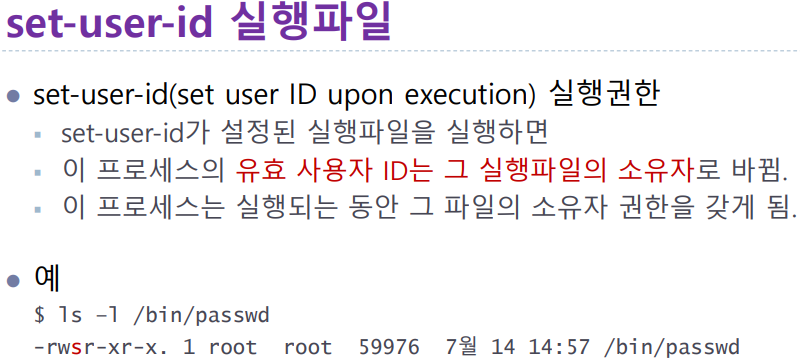 set-user-id 실행파일
● set-user-id(set user ID upon execution) 실행권한
▪ set-user-id가 설정된 실행파일을 실행하면
▪ 이 프로세스의 유효 사용자 ID는 그 실행파일의 소유자로 바뀜.
▪ 이 프로세스는 실행되는 동안 그 파일의 소유자 권한을 갖게 됨.
● 예
$ ls –l /bin/passwd
-rwsr-xr-x. 1 root root 59976 7월 14 14:57 /bin/passwd